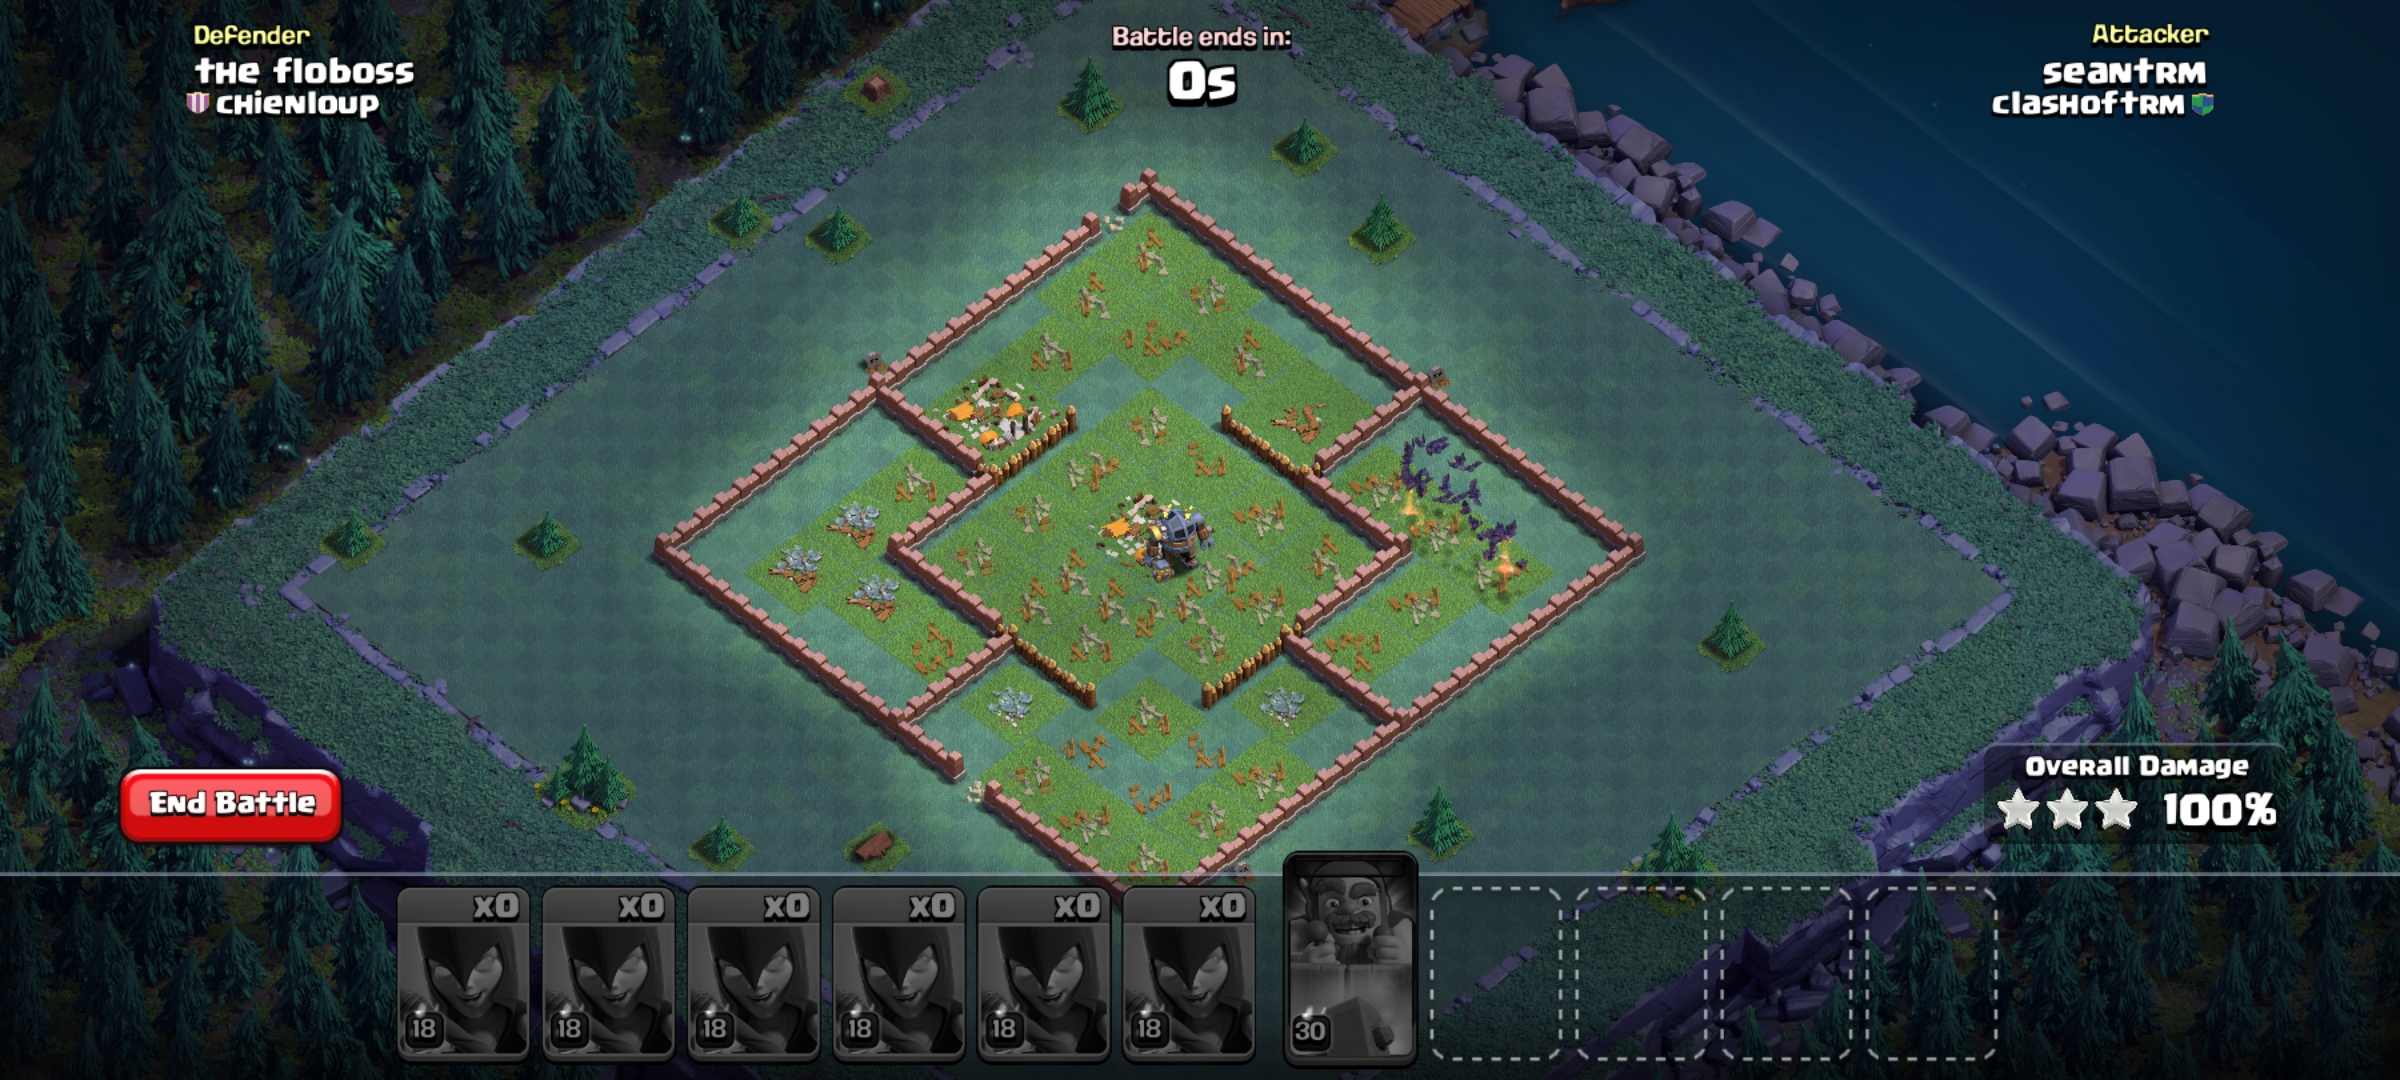 Defender
tHe floboss
cHienloup
Battle ends in:
0s
Attacker
seantRM
clasHoftRM
End Battle
Overall Damage
100%
x0
x0
x0
x0
x0
x0
18
18
18
18
18
18
30